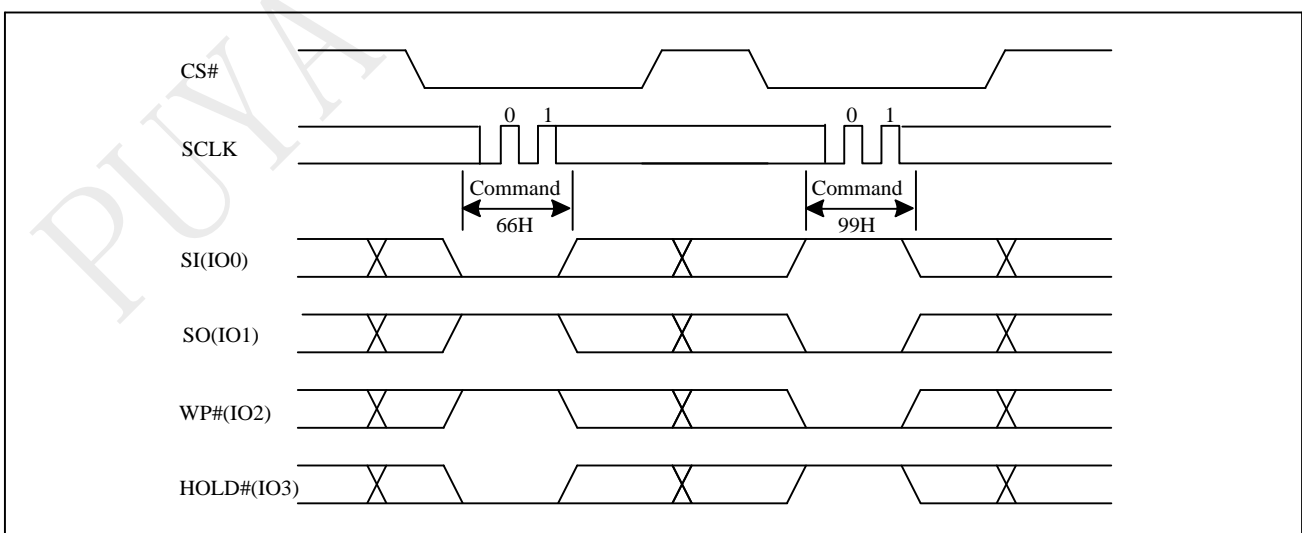 PUYA
CS#
0 1 0 1
SCLK
Command Command
66H 99H
SI(IO0)
SO(IO1)
WP#(IO2)
HOLD#(IO3)